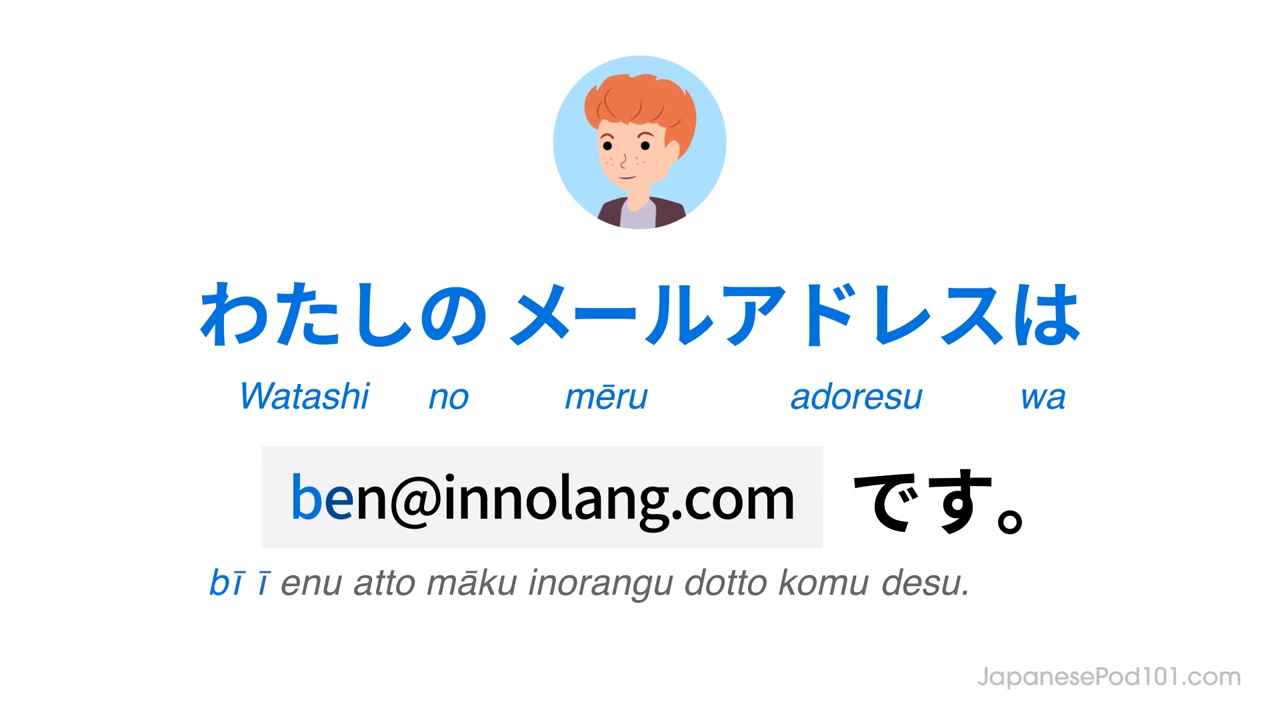 わたしの メールアドレスは
Watashi no mēru adoresu wa
ben@innolang.com です。
bī ī enu atto māku inorangu dotto komu desu.
JapanesePod101.com